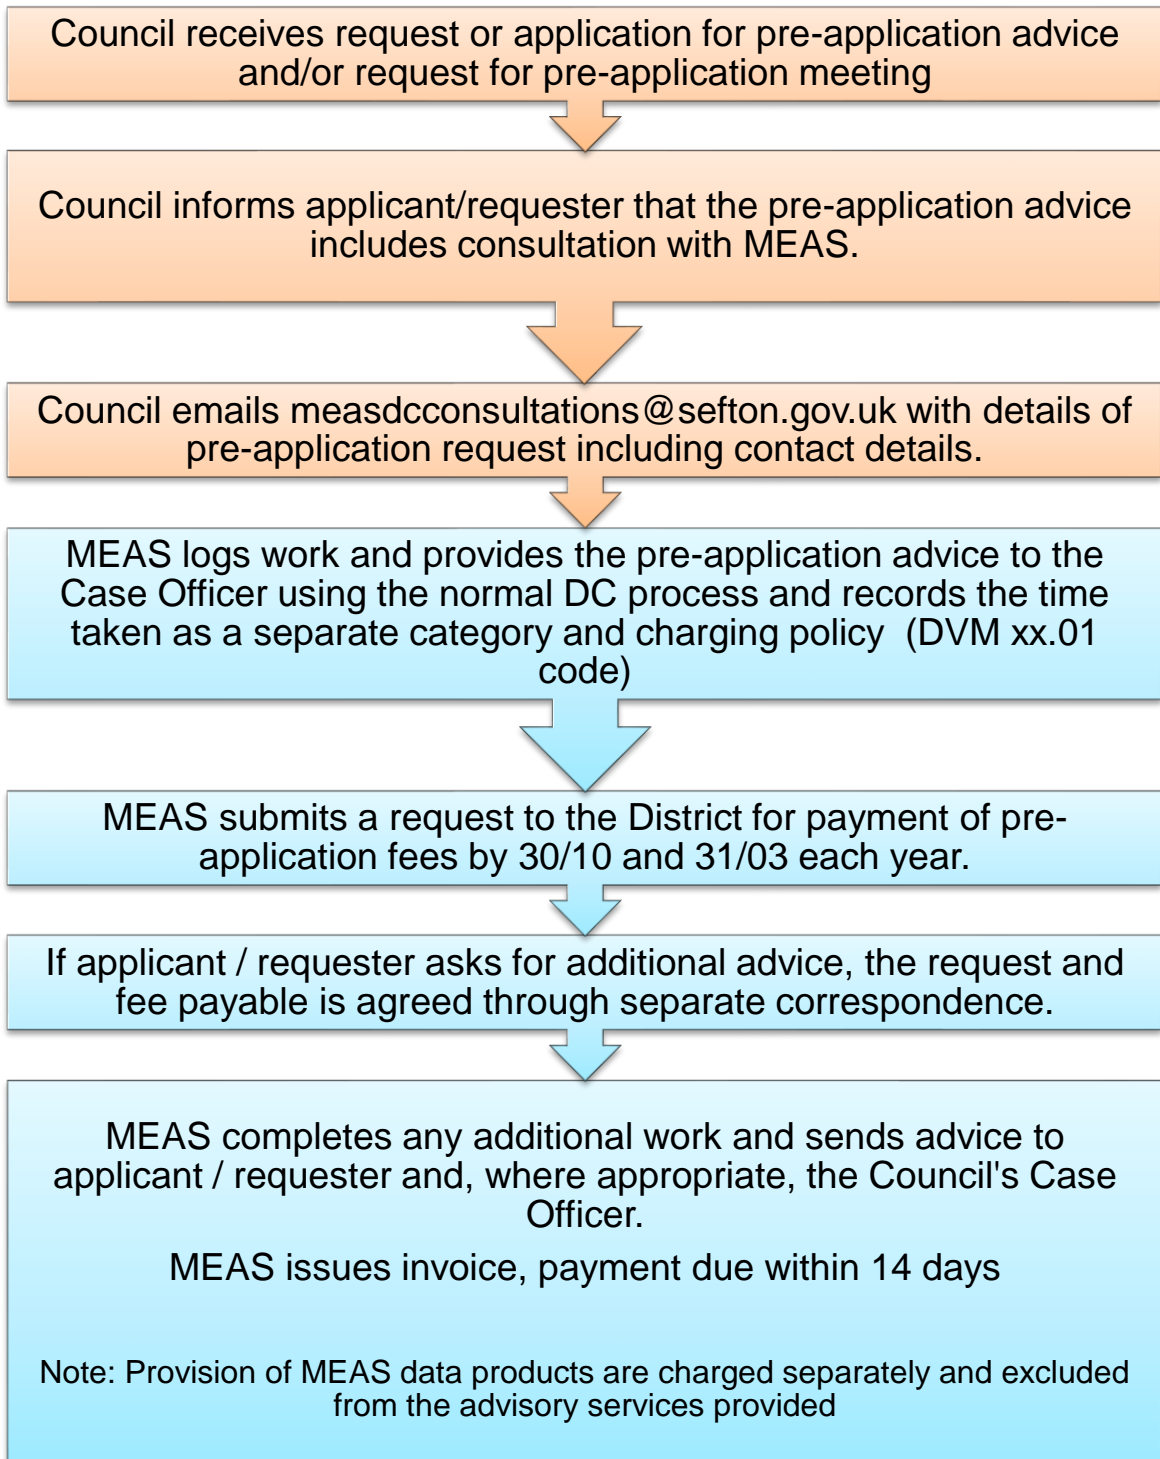 Council receives request or application for pre-application advice
and/or request for pre-application meeting
Council informs applicant/requester that the pre-application advice
includes consultation with MEAS.
Council emails measdcconsultations@sefton.gov.uk with details of
pre-application request including contact details.
MEAS logs work and provides the pre-application advice to the
Case Officer using the normal DC process and records the time
taken as a separate category and charging policy  (DVM xx.01
code)
MEAS submits a request to the District for payment of pre-
application fees by 30/10 and 31/03 each year.
If applicant / requester asks for additional advice, the request and
fee payable is agreed through separate correspondence.
MEAS completes any additional work and sends advice to
applicant / requester and, where appropriate, the Council's Case
Officer.
MEAS issues invoice, payment due within 14 days
Note: Provision of MEAS data products are charged separately and excluded
from the advisory services provided